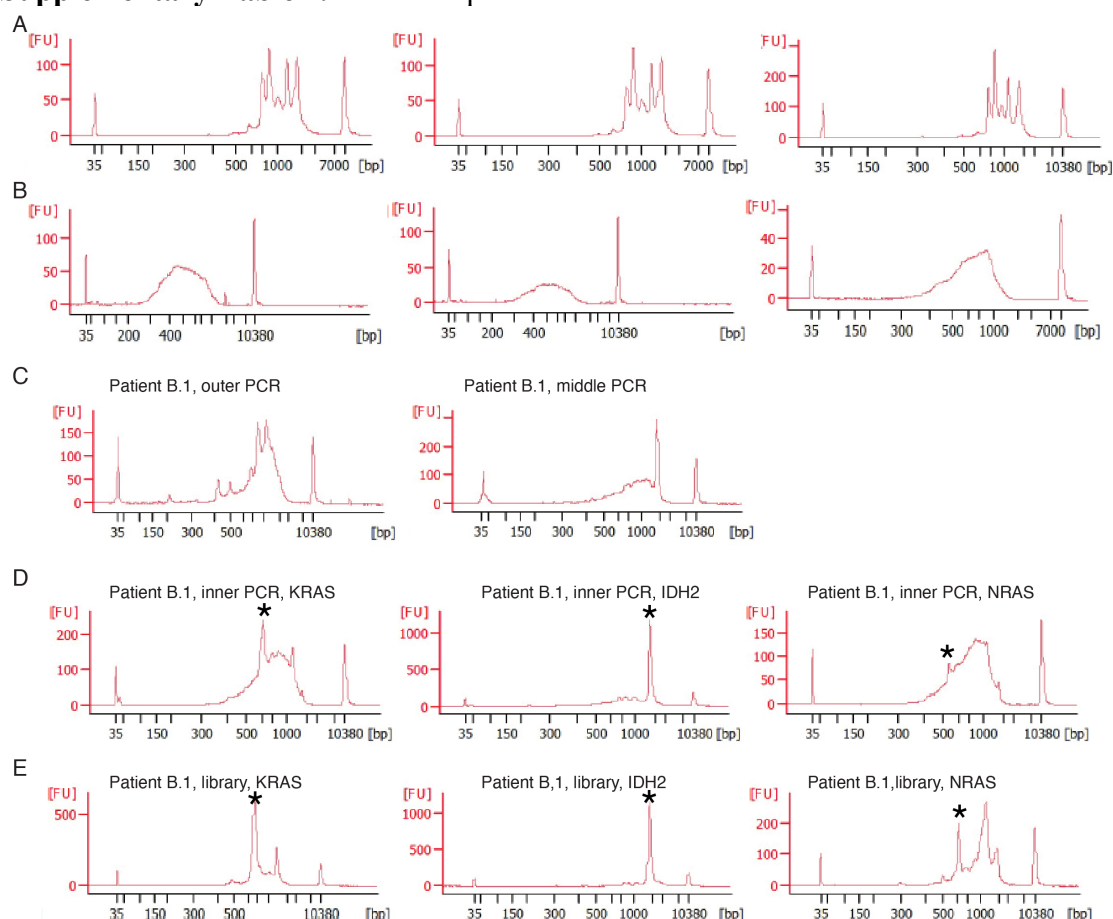 A
[FU] [FU] [FU]
100 100 200
50 50 100
0 0 0
35 150 300 500 1000 7000 [bp] 35 150 300 500 1000 7000 [bp] 35 150 300 500 1000 10380 [bp]
B
[FU] [FU] [FU]
100 100 40
50 50 20
0 0 0
35 200 400 10380 [bp] 35 200 400 10380 [bp] 35 150 300 500 1000 7000 [bp]
C
Patient B.1, outer PCR Patient B.1, middle PCR
[FU] [FU]
150 200
100 100
50 0
0
35 150 300 500 10380 [bp] 35 150 300 500 1000 10380 [bp]
D
Patient B.1, inner PCR, KRAS Patient B.1, inner PCR, IDH2 Patient B.1, inner PCR, NRAS
[FU] * [FU] * [FU] *
200 1000 150
100 500 100
0 0 50
0
35 150 300 500 1000 10380 [bp] 35 150 300 500 1000 10380 [bp] 35 150 300 500 1000 10380 [bp]
E
Patient B.1, library, KRAS Patient B,1, library, IDH2 Patient B.1,library, NRAS
[FU] * [FU] * [FU] *
500 1000 200
0 500 100
0 0
35 150 300 500 10380 [bp] 35 150 300 500 1000 10380 [bp] 35 150 300 500 1000 10380 [bp]